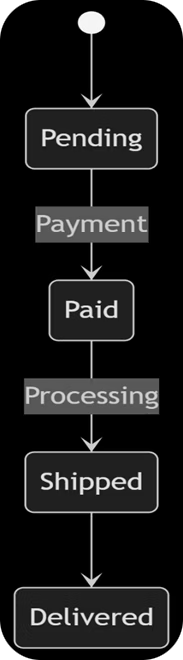 Pending
Payment
Paid
Processing
Shipped
Delivered